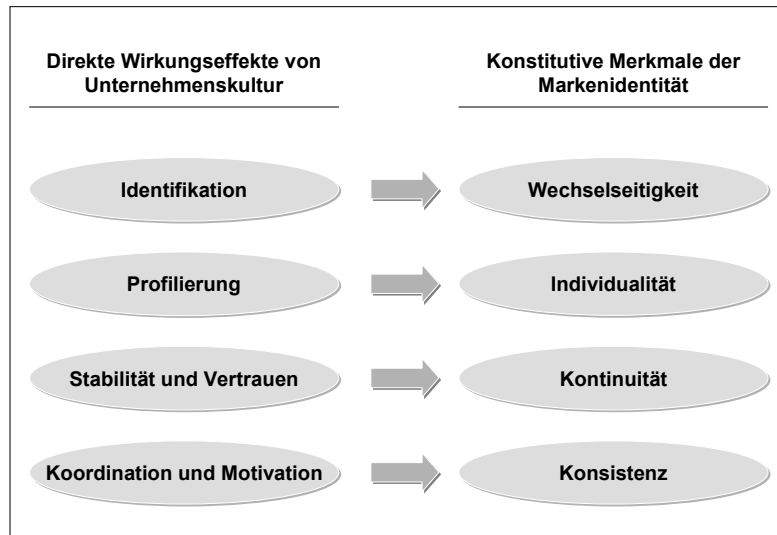 Direkte Wirkungseffekte von
Unternehmenskultur
Konstitutive Merkmale der
Markenidentität
Identifikation
Wechselseitigkeit
Profilierung
Individualität
Stabilität und Vertrauen
Kontinuität
Koordination und Motivation
Konsistenz